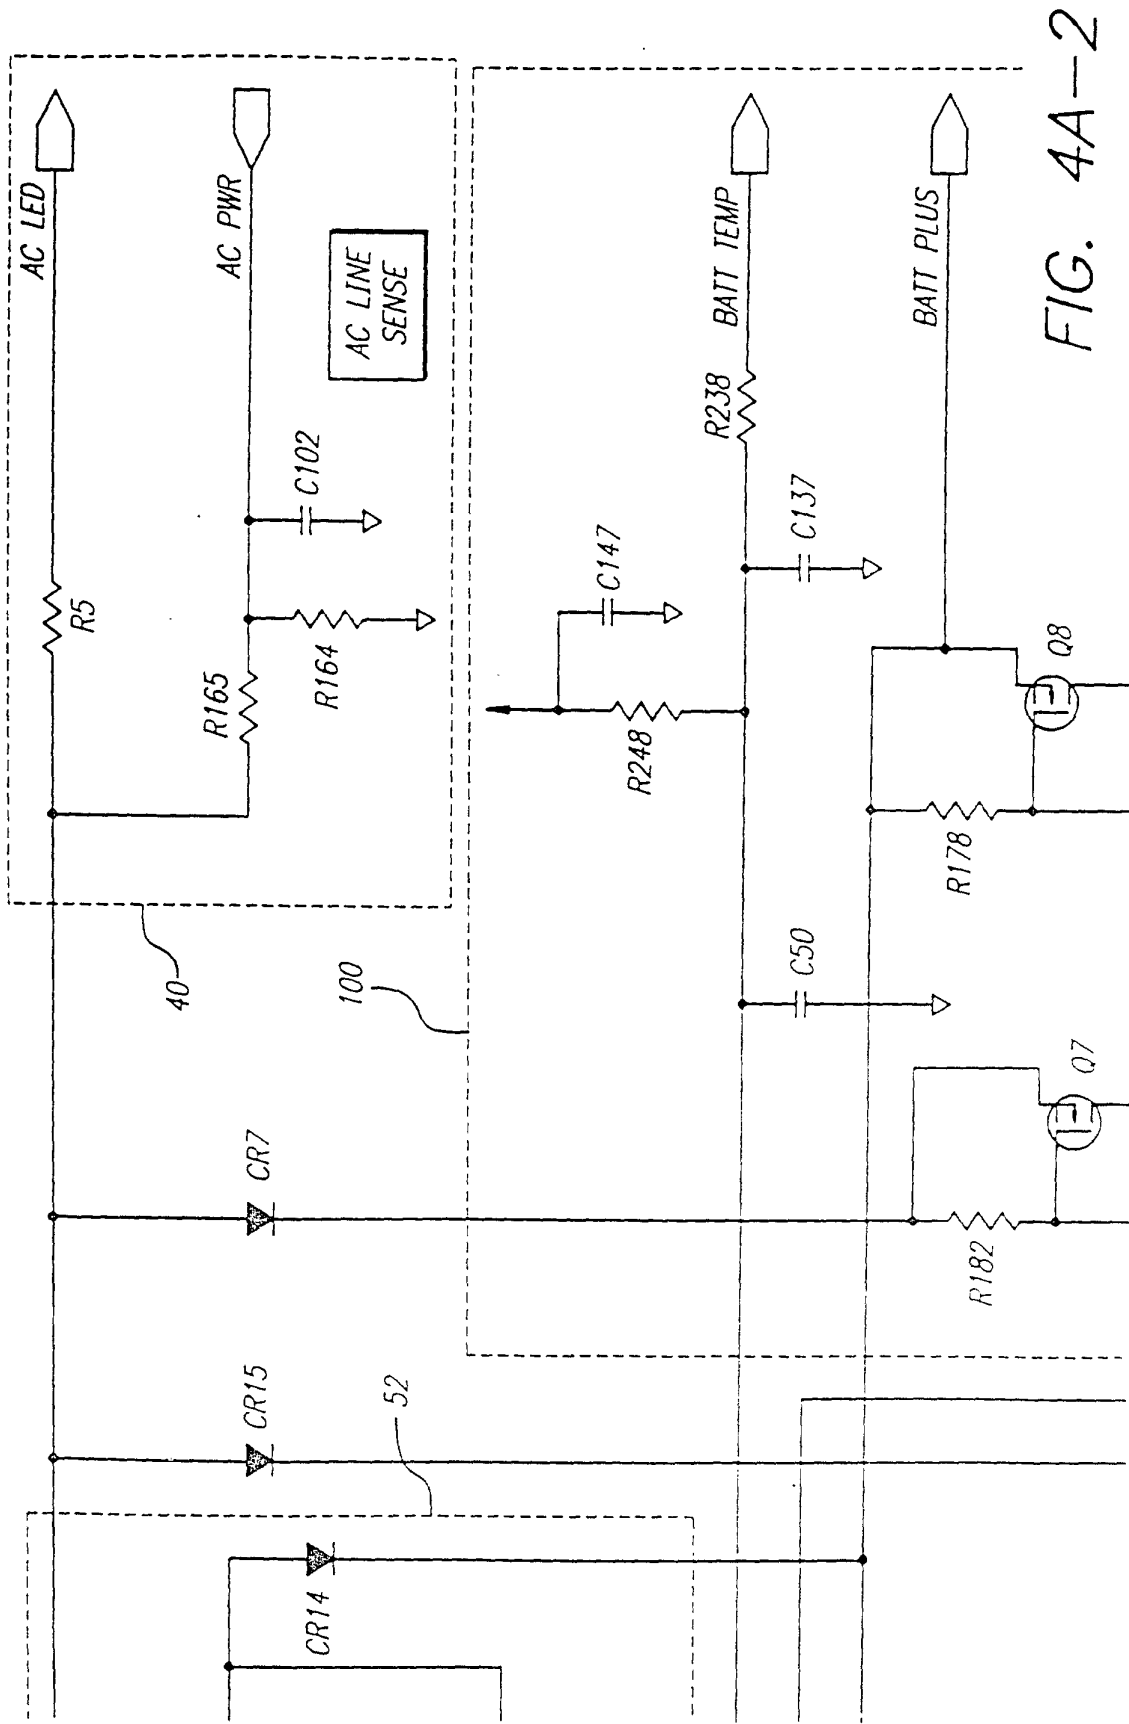 AC LED
AC PWR
AC LINE
SENSE
R5
C102
R165
R164
40
BATT TEMP
BATT PLUS
R238
C147
C137
R248
Q8
R178
100
C50
CR7
Q7
R182
CR15
52
CR14
FIG. 4A-2